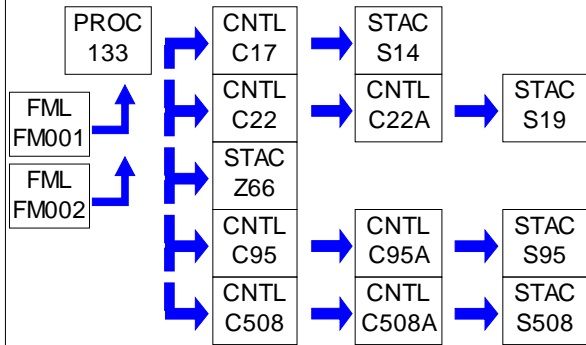 PROC
133
CNTL
C17
STAC
S14
FML
FM001
CNTL
C22
CNTL
C22A
STAC
S19
FML
FM002
STAC
Z66
CNTL
C95
CNTL
C95A
STAC
S95
CNTL
C508
CNTL
C508A
STAC
S508